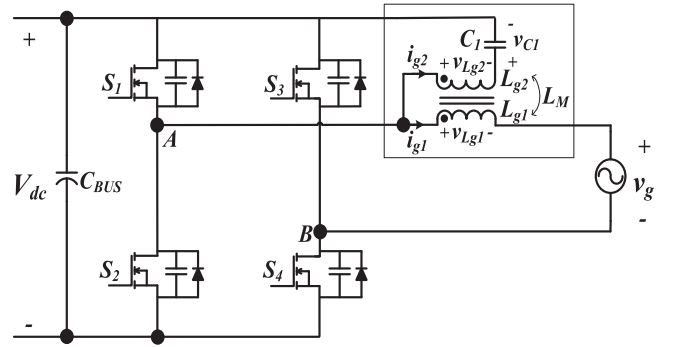 -
+ C1 vC1
ig2 +vLg2- +
S1 S3 Lg2
LM
Lg1
A ig1 +vLg1-
+
Vdc CBUS vg
B -
S2 S4
-